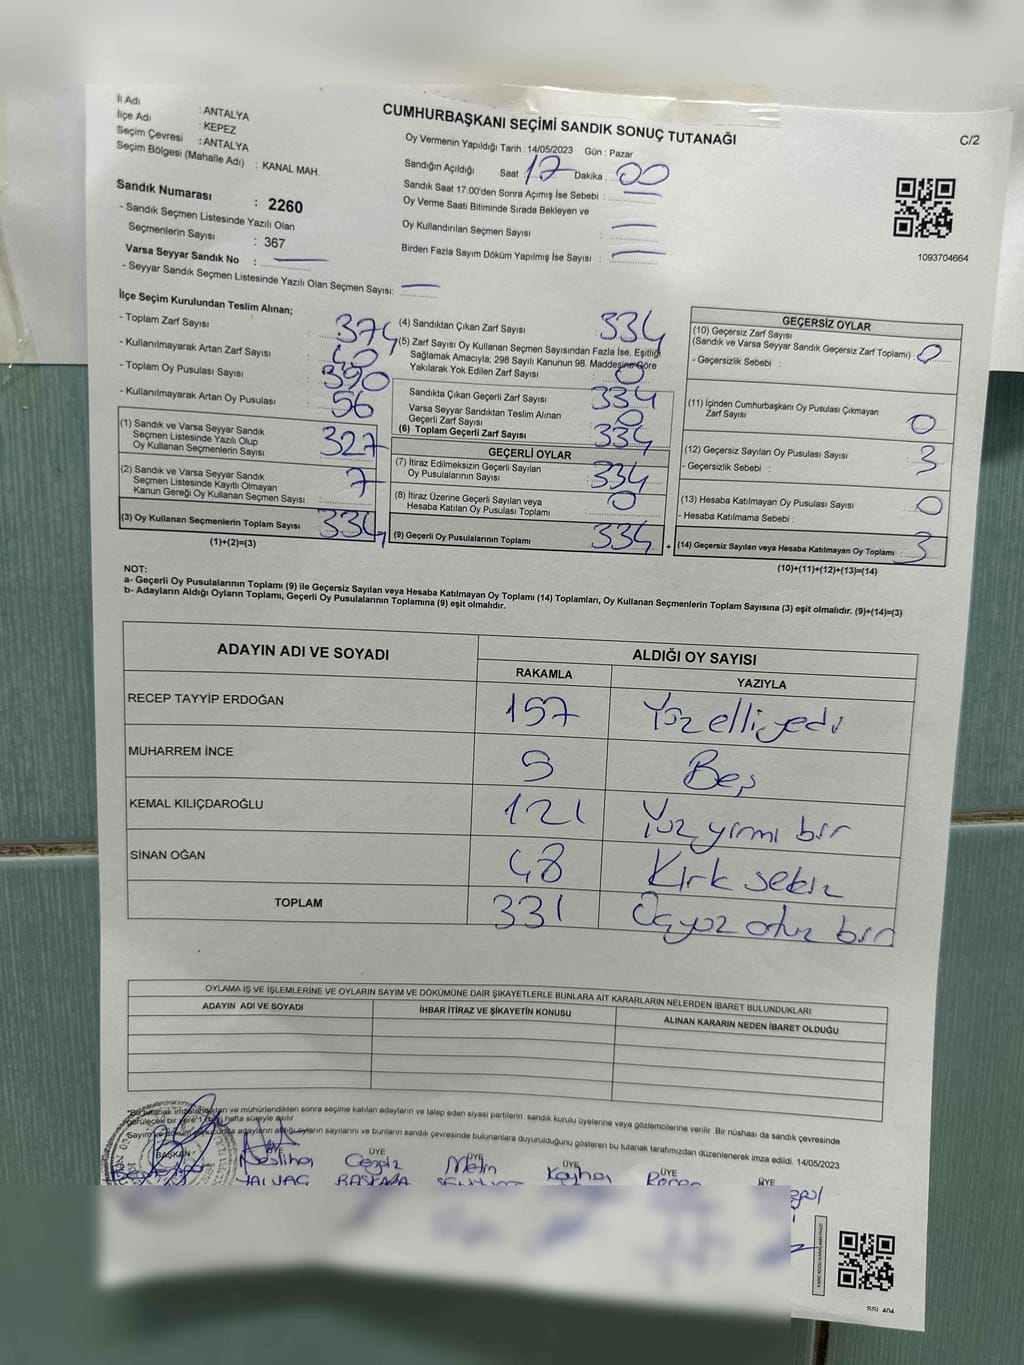 İl Adı : ANTALYA
İlçe Adı : KEPEZ
Seçim Çevresi : ANTALYA
Seçim Bölgesi (Mahalle Adı) : KANAL MAH.
Sandık Numarası : 2260
- Sandık Seçmen Listesinde Yazılı Olan
Seçmenlerin Sayısı : 367
Varsa Seyyar Sandık No :
- Seyyar Sandık Seçmen Listesinde Yazılı Olan Seçmen Sayısı:
CUMHURBAŞKANI SEÇİMİ SANDIK SONUÇ TUTANAĞI
C/2
Oy Vermenin Yapıldığı Tarih : 14/05/2023 Gün : Pazar
Sandığın Açıldığı Saat : 17 Dakika : 00
Sandık Saat 17:00'den Sonra Açımış İse Sebebi :
Oy Verme Saati Bitiminde Sırada Bekleyen ve
Oy Kullandırılan Seçmen Sayısı :
Birden Fazla Sayım Döküm Yapılmış İse Sayısı :
1093704664
İlçe Seçim Kurulundan Teslim Alınan;
- Toplam Zarf Sayısı : 374
- Kullanılmayarak Artan Zarf Sayısı : 40
- Toplam Oy Pusulası Sayısı : 390
- Kullanılmayarak Artan Oy Pusulası : 56
(1) Sandık ve Varsa Seyyar Sandık
Seçmen Listesinde Yazılı Olup
Oy Kullanan Seçmenlerin Sayısı : 327
(2) Sandık ve Varsa Seyyar Sandık
Seçmen Listesinde Kayıtlı Olmayan
Kanun Gereği Oy Kullanan Seçmen Sayısı : 7
(3) Oy Kullanan Seçmenlerin Toplam Sayısı : 334
(1)+(2)=(3)
(4) Sandıktan Çıkan Zarf Sayısı : 334
(5) Zarf Sayısı Oy Kullanan Seçmen Sayısından Fazla İse, Eşitliği
Sağlamak Amacıyla, 298 Sayılı Kanunun 98. Maddesine Göre
Yakılarak Yok Edilen Zarf Sayısı : 0
Sandıkta Çıkan Geçerli Zarf Sayısı : 334
Varsa Seyyar Sandıktan Teslim Alınan
Geçerli Zarf Sayısı : 0
(6) Toplam Geçerli Zarf Sayısı : 334
GEÇERLİ OYLAR
(7) İtiraz Edilmeksizin Geçerli Sayılan
Oy Pusulalarının Sayısı : 334
(8) İtiraz Üzerine Geçerli Sayılan veya
Hesaba Katılan Oy Pusulası Toplamı : 0
(9) Geçerli Oy Pusulalarının Toplamı : 334 +
GEÇERSİZ OYLAR
(10) Geçersiz Zarf Sayısı
(Sandık ve Varsa Seyyar Sandık Geçersiz Zarf Toplamı) : 0
- Geçersizlik Sebebi :
(11) İçinden Cumhurbaşkanı Oy Pusulası Çıkmayan
Zarf Sayısı : 0
(12) Geçersiz Sayılan Oy Pusulası Sayısı : 3
- Geçersizlik Sebebi :
(13) Hesaba Katılmayan Oy Pusulası Sayısı : 0
- Hesaba Katılmama Sebebi :
(14) Geçersiz Sayılan veya Hesaba Katılmayan Oy Toplamı : 3
(10)+(11)+(12)+(13)=(14)
NOT:
a- Geçerli Oy Pusulalarının Toplamı (9) ile Geçersiz Sayılan veya Hesaba Katılmayan Oy Toplamı (14) Toplamları, Oy Kullanan Seçmenlerin Toplam Sayısına (3) eşit olmalıdır. (9)+(14)=(3)
b- Adayların Aldığı Oyların Toplamı, Geçerli Oy Pusulalarının Toplamına (9) eşit olmalıdır.
ADAYIN ADI VE SOYADI
ALDIĞI OY SAYISI
RAKAMLA YAZIYLA
RECEP TAYYİP ERDOĞAN 157 Yüz elli yedi
MUHARREM İNCE 5 Beş
KEMAL KILIÇDAROĞLU 121 Yüz yirmi bir
SİNAN OĞAN 48 Kırk sekiz
TOPLAM 331 Üçyüz otuz bir
OYLAMA İŞ VE İŞLEMLERİNE VE OYLARIN SAYIM VE DÖKÜMÜNE DAİR ŞİKAYETLERLE BUNLARA AİT KARARLARIN NELERDEN İBARET BULUNDUKLARI
ADAYIN ADI VE SOYADI İHBAR İTİRAZ VE ŞİKAYETİN KONUSU ALINAN KARARIN NEDEN İBARET OLDUĞU
ve mühürlendikten sonra seçime katılan adayların ve talep eden siyasi partilerin sandık kurulu üyelerine veya gözlemcilerine verilir. Bir nüshası da sandık çevresinde
hafta süreyle asılır.
sayılarını ve bunların sandık çevresinde bulunanlara duyurulduğunu gösteren bu tutanak tarafımızdan düzenlenerek imza edildi. 14/05/2023
BAŞKAN ÜYE ÜYE ÜYE ÜYE ÜYE
Neslihan Cengiz Metin Kayhan Recep
YALVAÇ BAŞKARA